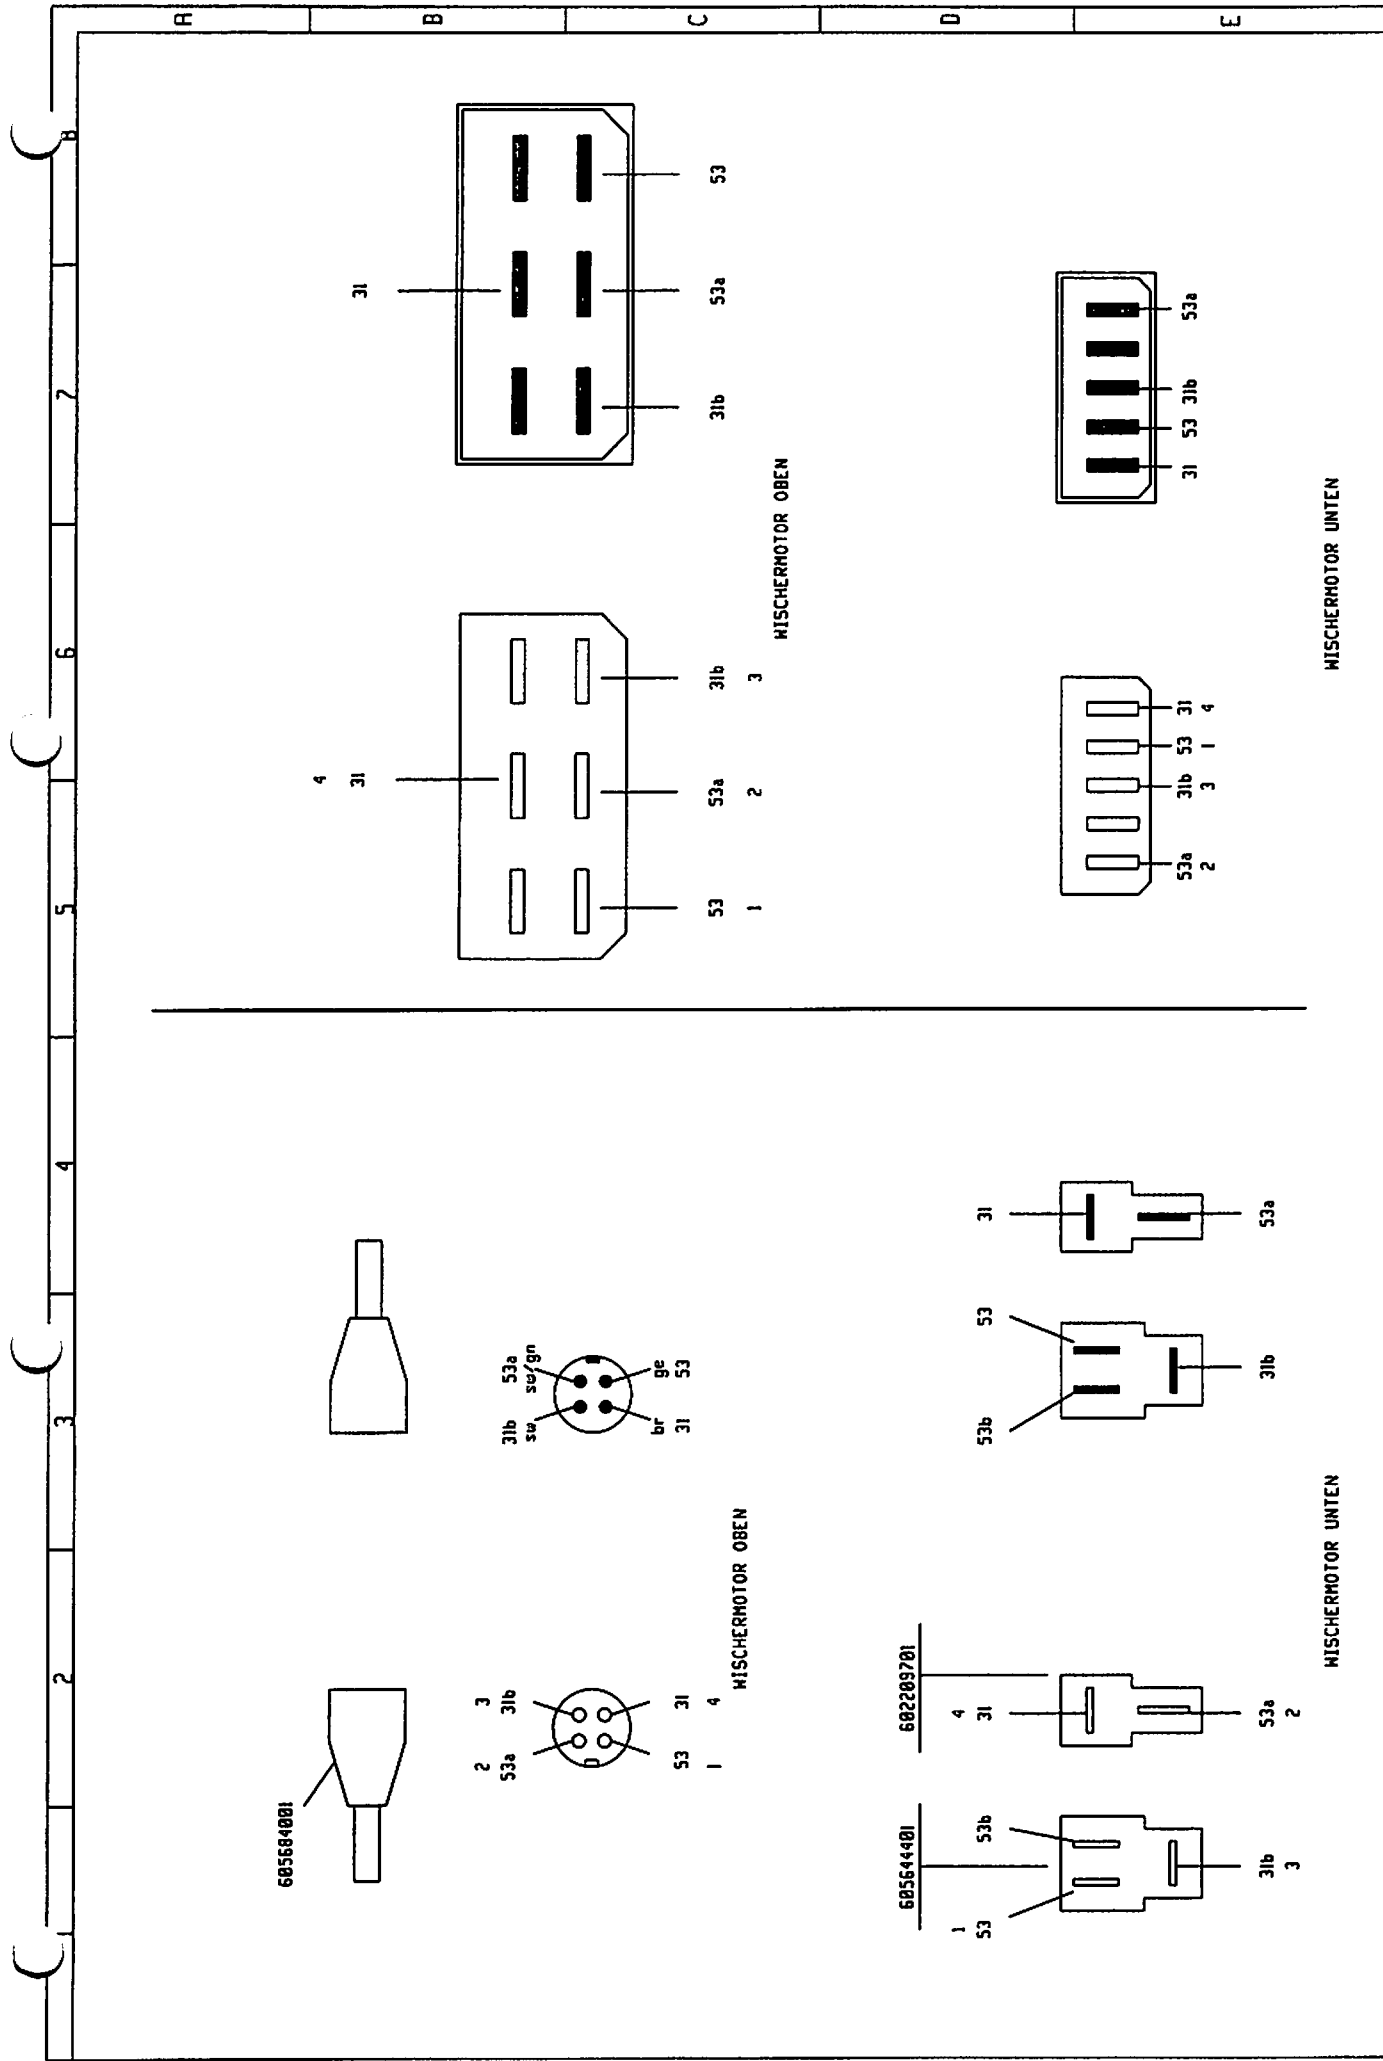 1 2 3 4 5 6 7 8
A
605684001
4
31 31
B
2 3
53a 31b 31b 53a
sw sw/gn
br ge
53 31 31 53
C
1 4 53 53a 31b 31b 53a 53
WISCHERMOTOR OBEN
1 2 3
WISCHERMOTOR OBEN
605644401 602209701
D
1 4
53 53b 31 53b 53 31
53a 31b 53 31 31 53 31b 53a
2 3 1 4
E
31b 53a 31b 53a
3 2
WISCHERMOTOR UNTEN WISCHERMOTOR UNTEN